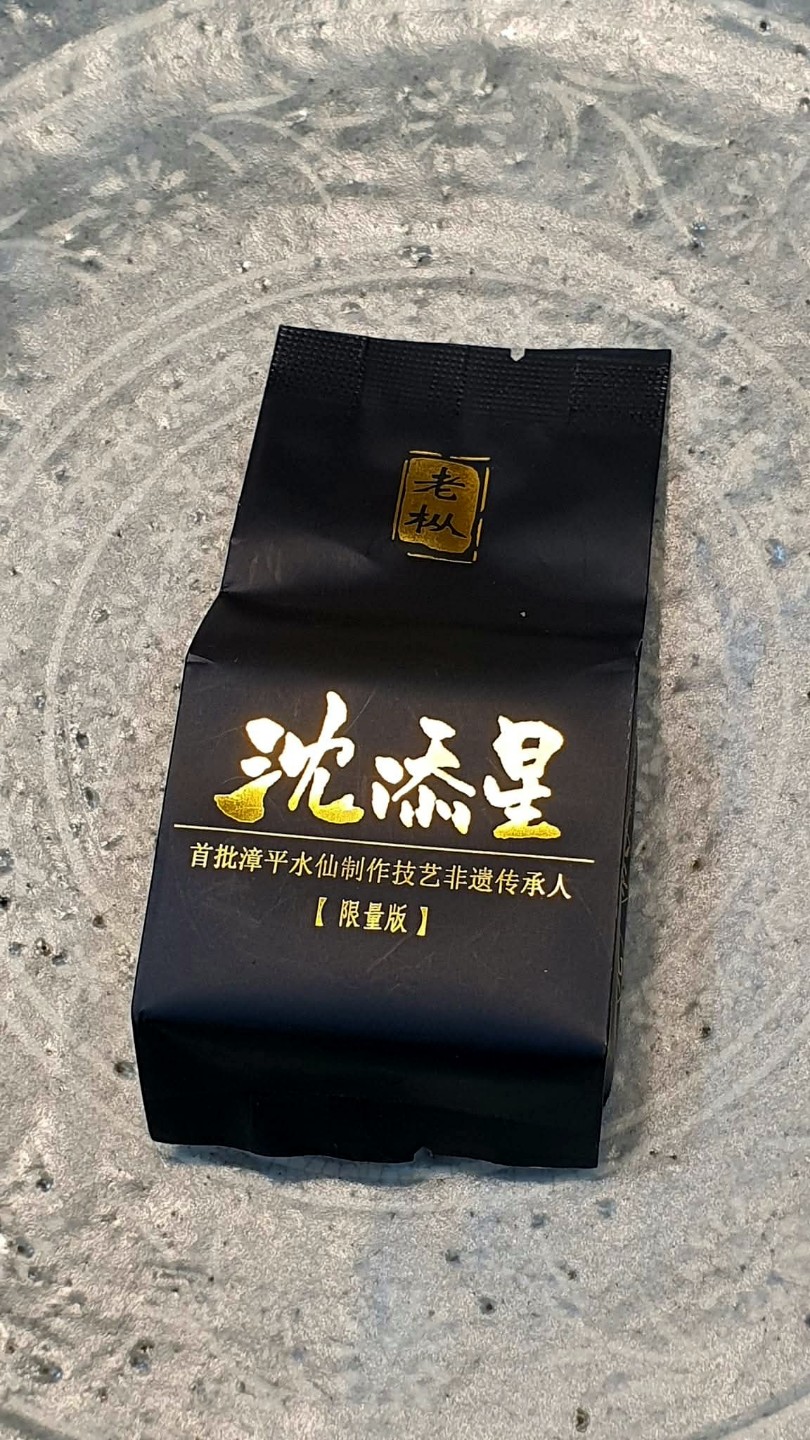 老
枞
沈添星
首批漳平水仙制作技艺非遗传承人
【限量版】